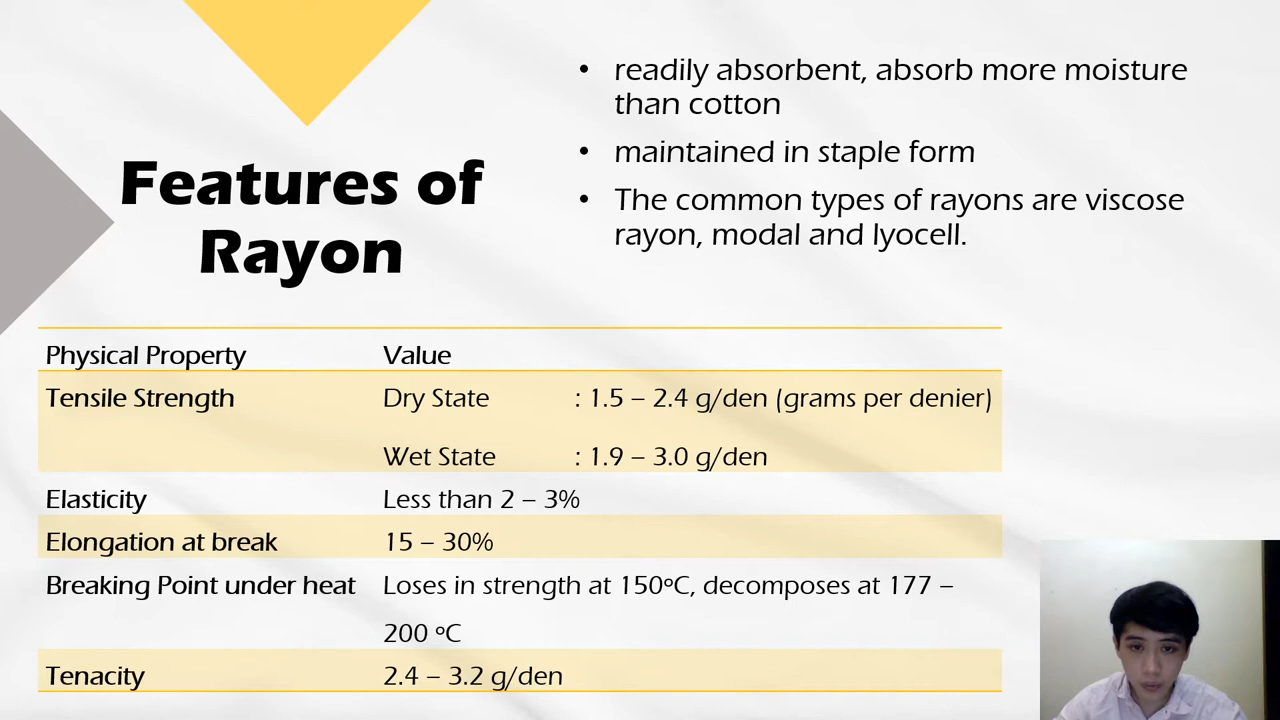 Features of
Rayon
• readily absorbent, absorb more moisture
than cotton
• maintained in staple form
• The common types of rayons are viscose
rayon, modal and lyocell.
Physical Property Value
Tensile Strength Dry State : 1.5 – 2.4 g/den (grams per denier)
Wet State : 1.9 – 3.0 g/den
Elasticity Less than 2 – 3%
Elongation at break 15 – 30%
Breaking Point under heat Loses in strength at 150ºC, decomposes at 177 –
200 ºC
Tenacity 2.4 – 3.2 g/den